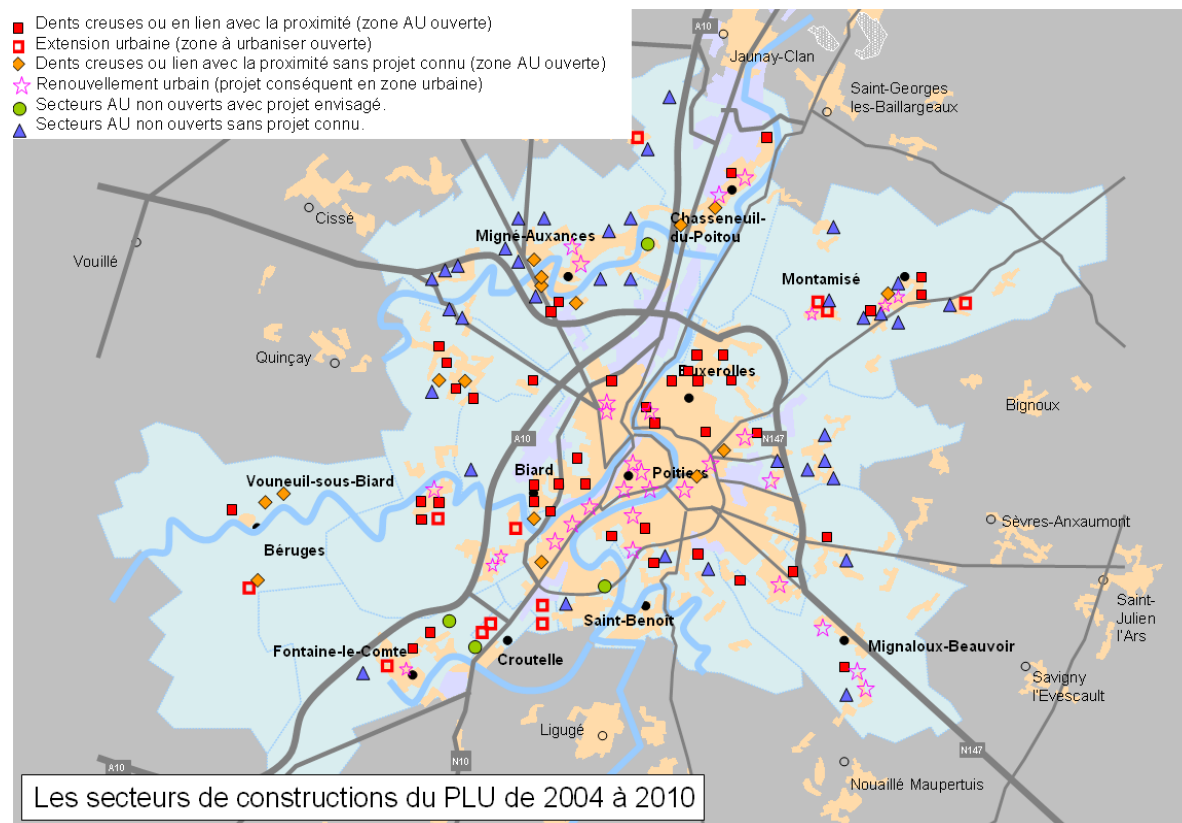 Dents creuses ou en lien avec la proximité (zone AU ouverte)
Extension urbaine (zone à urbaniser ouverte)
Dents creuses ou lien avec la proximité sans projet connu (zone AU ouverte)
Renouvellement urbain (projet conséquent en zone urbaine)
Secteurs AU non ouverts avec projet envisagé.
Secteurs AU non ouverts sans projet connu.
A10
Jaunay-Clan
Saint-Georges
les-Baillargeaux
Cissé
Chasseneuil-
du-Poitou
Migné-Auxances
Vouillé
Montamisé
Quinçay
Buxerolles
Bignoux
A10
N147
Biard
Poitiers
Vouneuil-sous-Biard
Sèvres-Anxaumont
Béruges
Saint-
Julien
l'Ars
Saint-Benoit
Mignaloux-Beauvoir
Fontaine-le-Comte
Croutelle
Savigny
l'Evescault
Ligugé
N147
A10
N10
Nouaillé Maupertuis
Les secteurs de constructions du PLU de 2004 à 2010